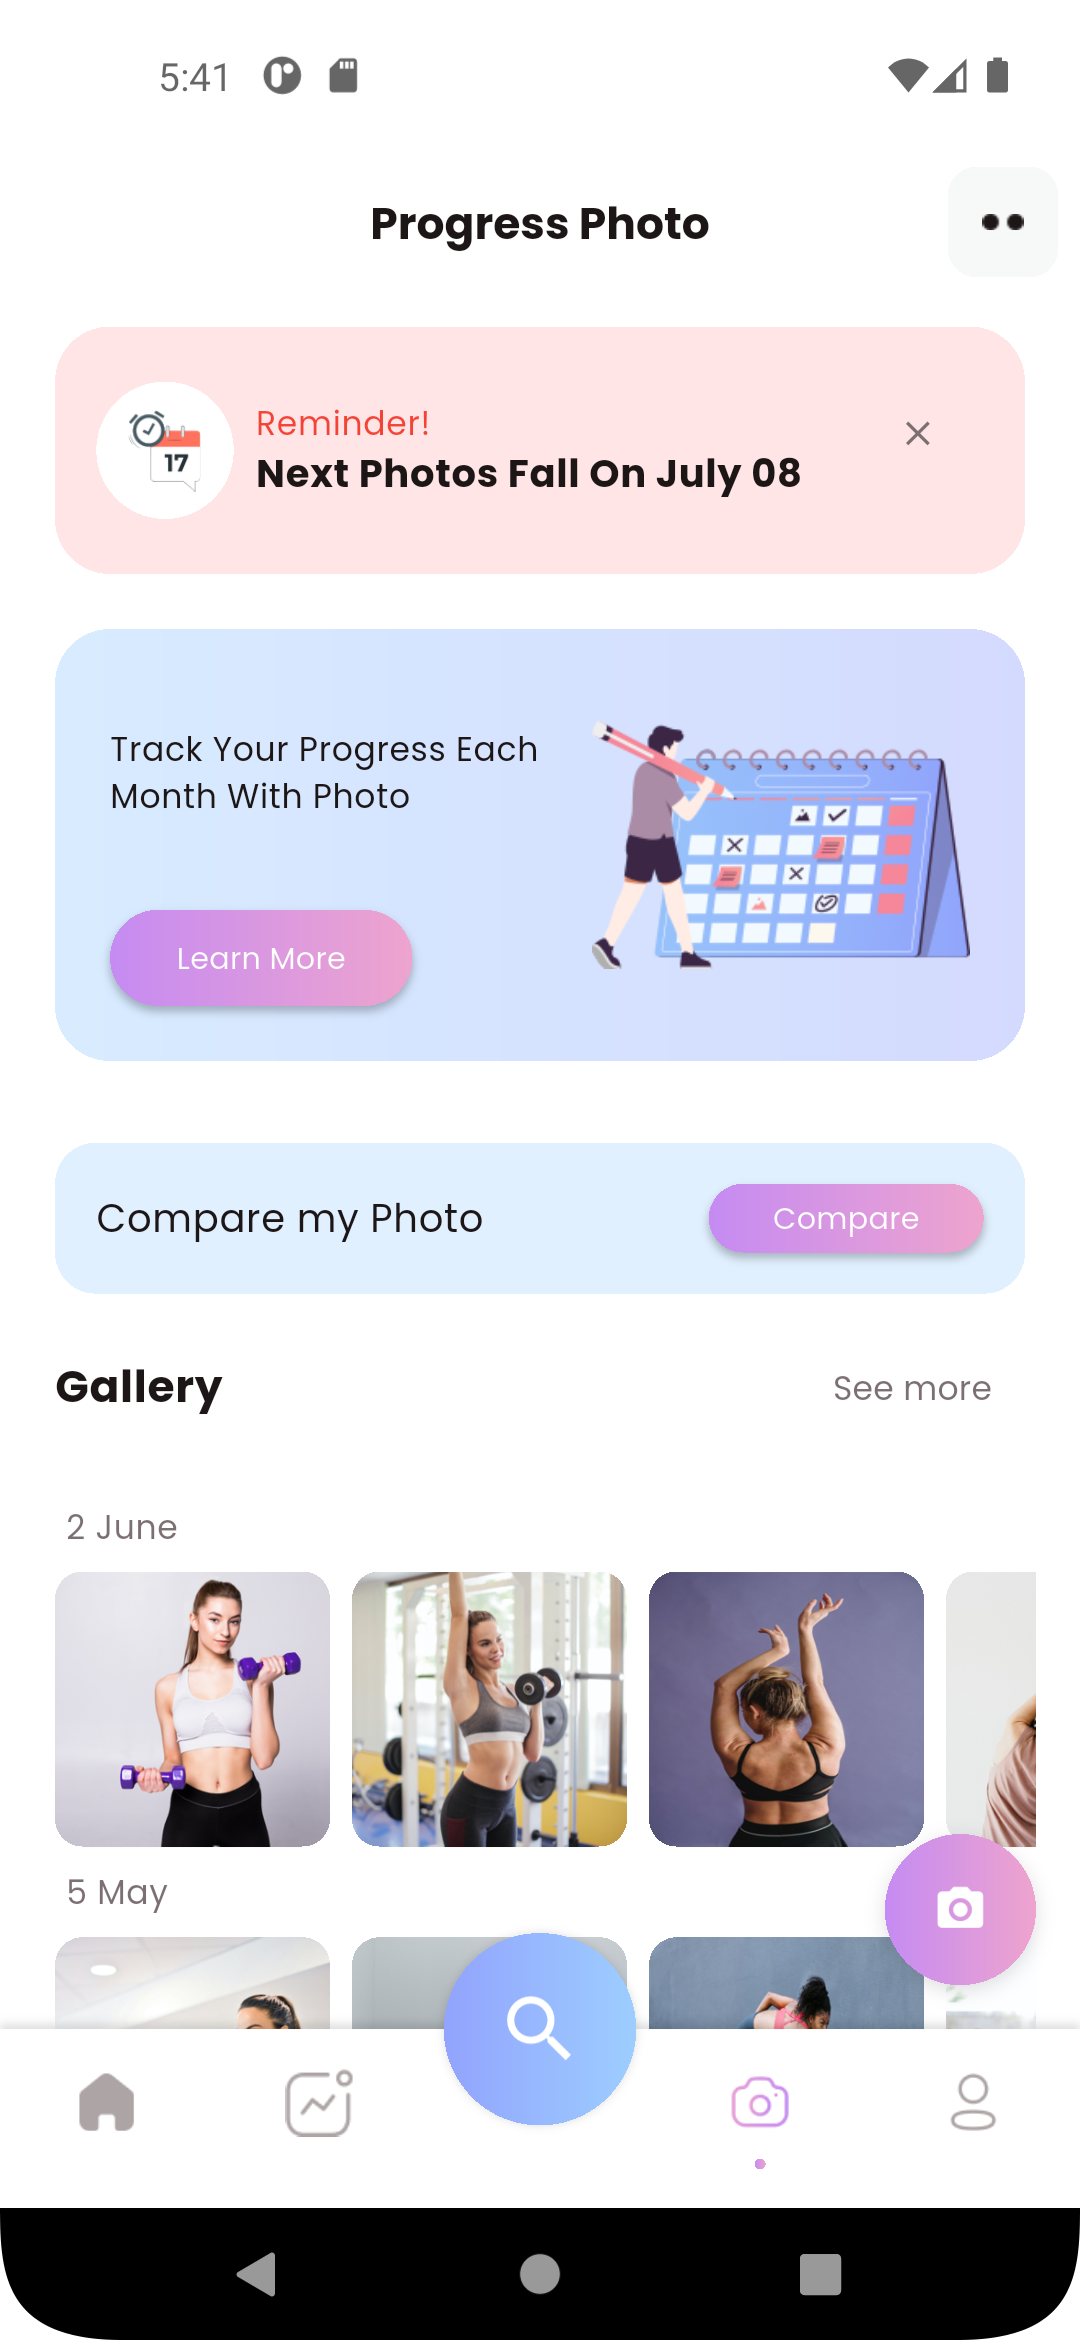 5:41
Progress Photo
Reminder!
17
Next Photos Fall On July 08
Track Your Progress Each
Month With Photo
Learn More
Compare my Photo
Compare
Gallery
See more
2 June
5 May